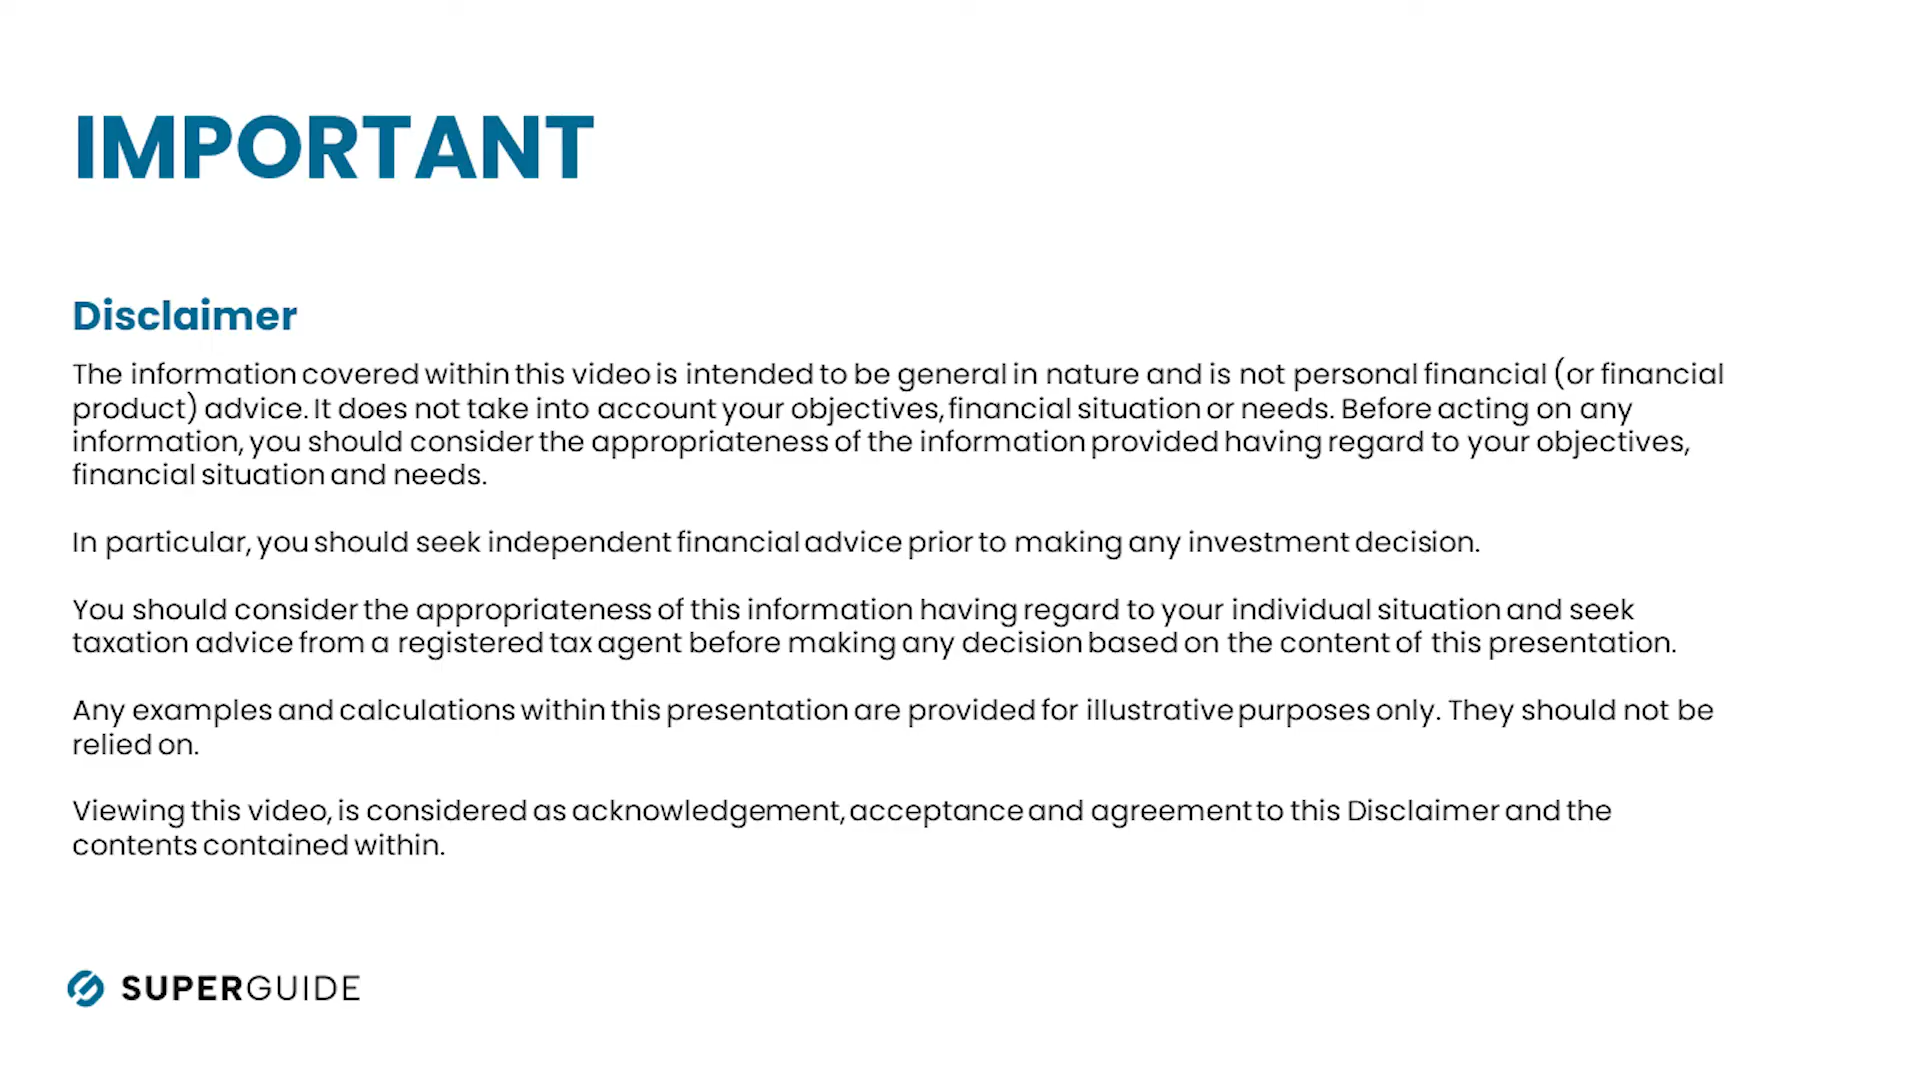 IMPORTANT
Disclaimer
The information covered within this video is intended to be general in nature and is not personal financial (or financial
product) advice. It does not take into account your objectives, financial situation or needs. Before acting on any
information, you should consider the appropriateness of the information provided having regard to your objectives,
financial situation and needs.
In particular, you should seek independent financial advice prior to making any investment decision.
You should consider the appropriateness of this information having regard to your individual situation and seek
taxation advice from a registered tax agent before making any decision based on the content of this presentation.
Any examples and calculations within this presentation are provided for illustrative purposes only. They should not be
relied on.
Viewing this video, is considered as acknowledgement, acceptance and agreement to this Disclaimer and the
contents contained within.
SUPERGUIDE